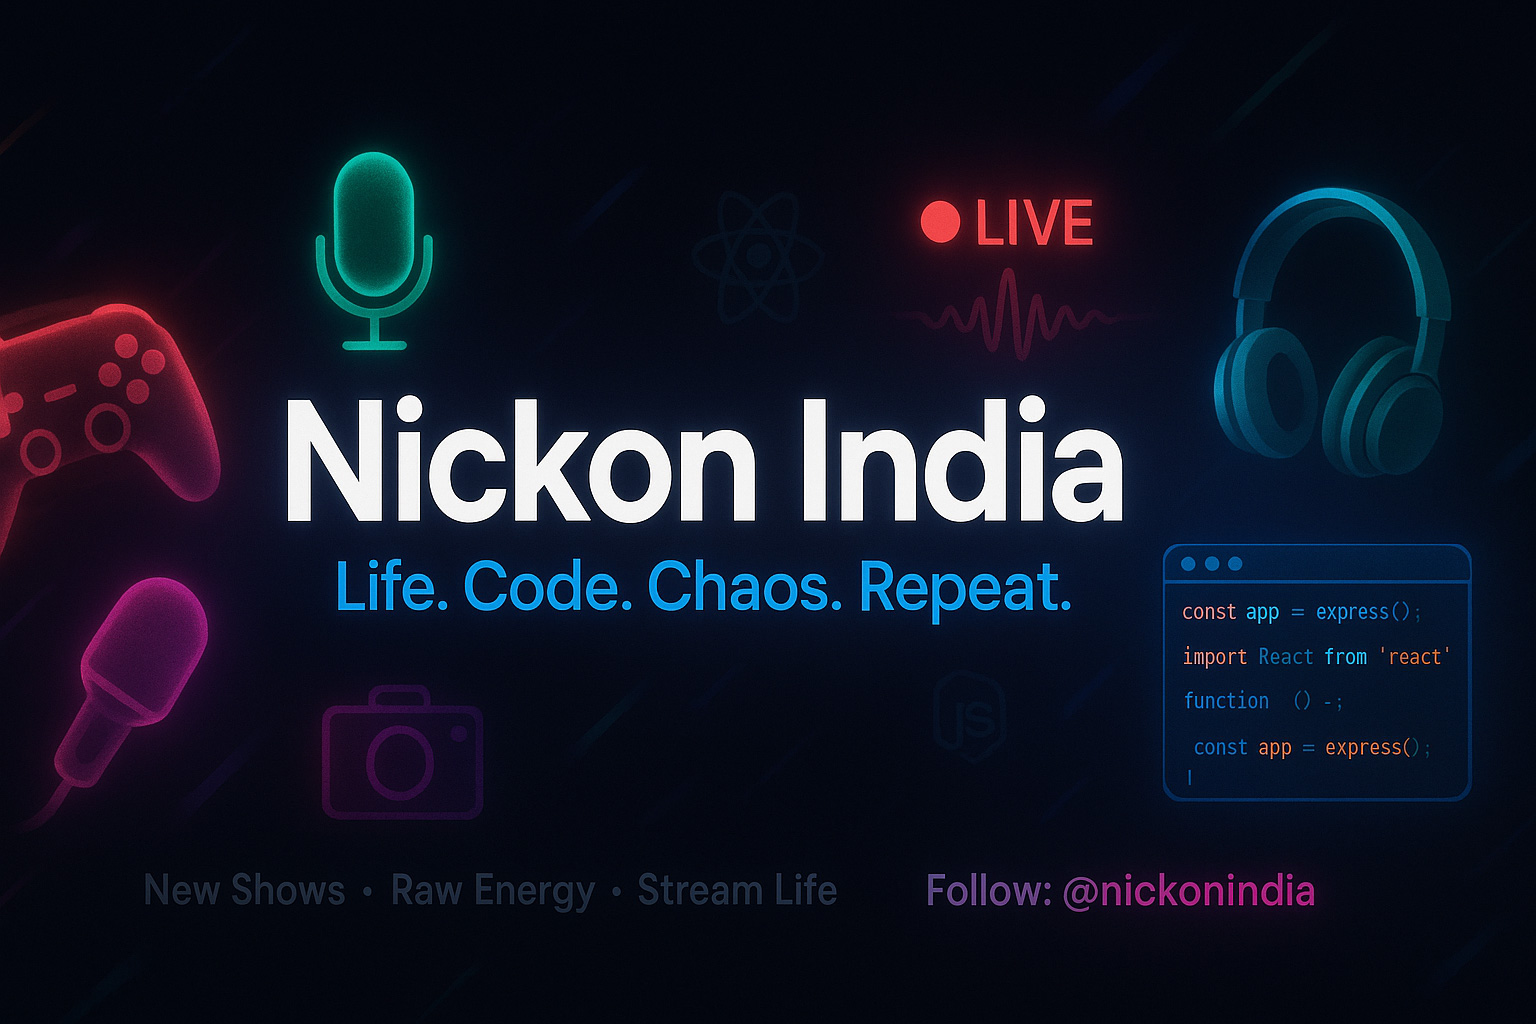 LIVE
Nickon India
Life. Code. Chaos. Repeat.
const app = express();
import React from 'react'
function () -;
const app = express();
JS
New Shows • Raw Energy • Stream Life
Follow: @nickonindia